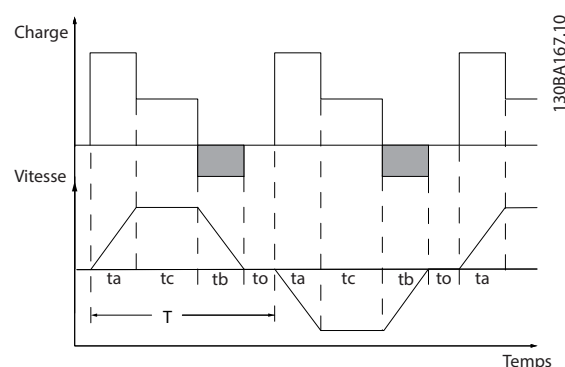 Charge
130BA167.10
Vitesse
ta tc tb to ta tc tb to ta
T
Temps